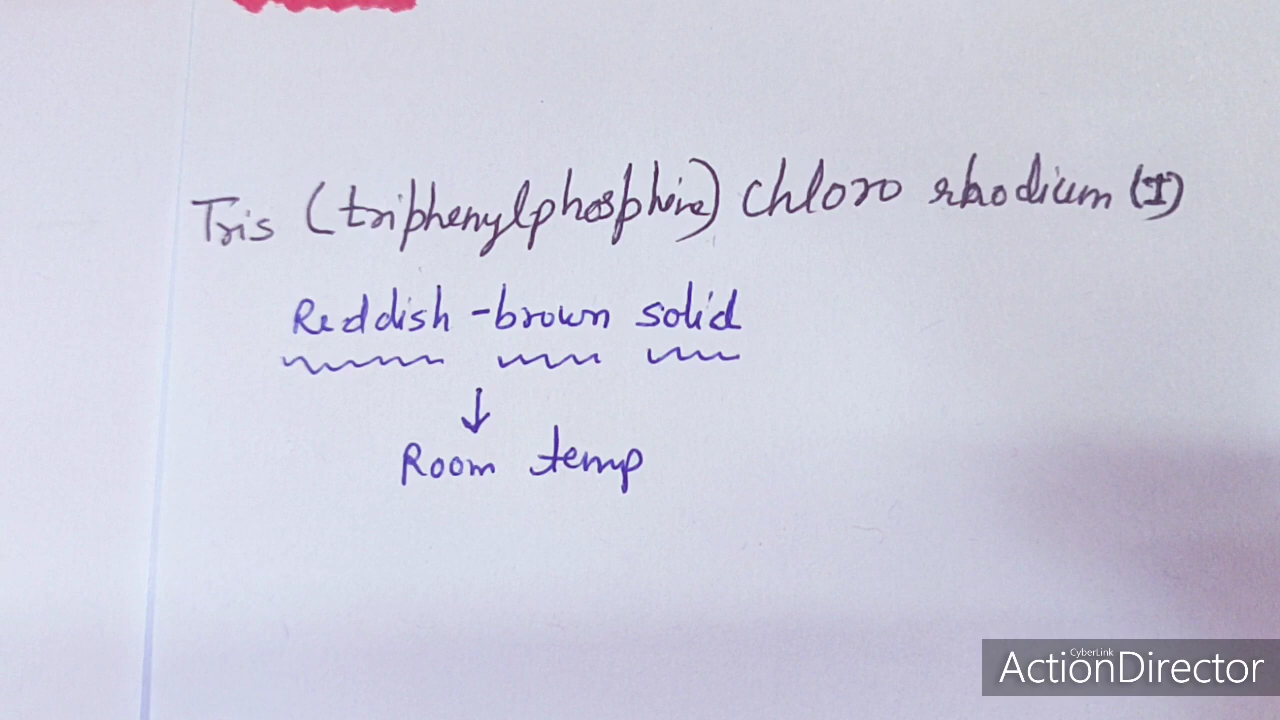 Tris (triphenylphosphine) chloro rhodium (I)
Reddish-brown solid
↓
Room temp
CyberLink
ActionDirector